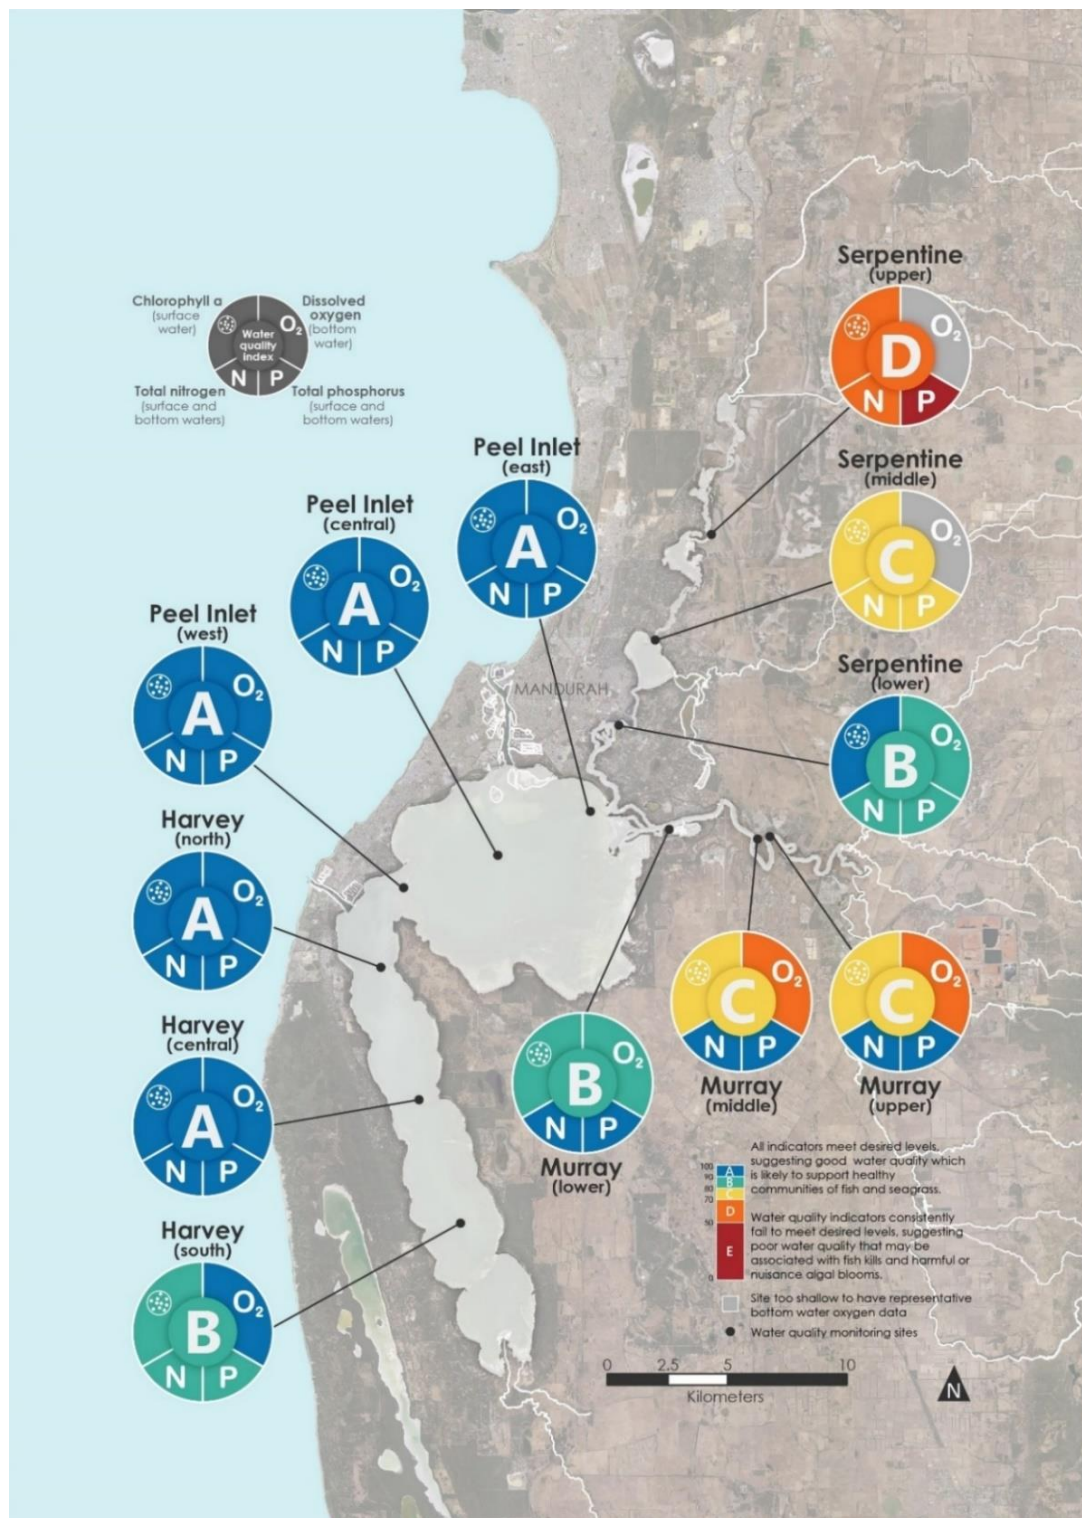 Serpentine
(upper)
O2
D
N P
Chlorophyll a
(surface
water)
Dissolved
oxygen
(bottom
water)
O2
Water
quality
index
N P
Total nitrogen
(surface and
bottom waters)
Total phosphorus
(surface and
bottom waters)
Peel Inlet
(east)
O2
A
N P
Serpentine
(middle)
O2
C
N P
Peel Inlet
(central)
O2
A
N P
Peel Inlet
(west)
O2
A
N P
MANDURAH
Serpentine
(lower)
O2
B
N P
Harvey
(north)
O2
A
N P
O2
C
N P
Murray
(middle)
O2
C
N P
Murray
(upper)
Harvey
(central)
O2
A
N P
O2
B
N P
Murray
(lower)
All indicators meet desired levels,
suggesting good water quality which
is likely to support healthy
communities of fish and seagrass.
100
A
90
B
80
C
70
D
50
E
0
Water quality indicators consistently
fail to meet desired levels, suggesting
poor water quality that may be
associated with fish kills and harmful or
nuisance algal blooms.
Site too shallow to have representative
bottom water oxygen data
Water quality monitoring sites
Harvey
(south)
O2
B
N P
0 2.5 5 10
Kilometers
N